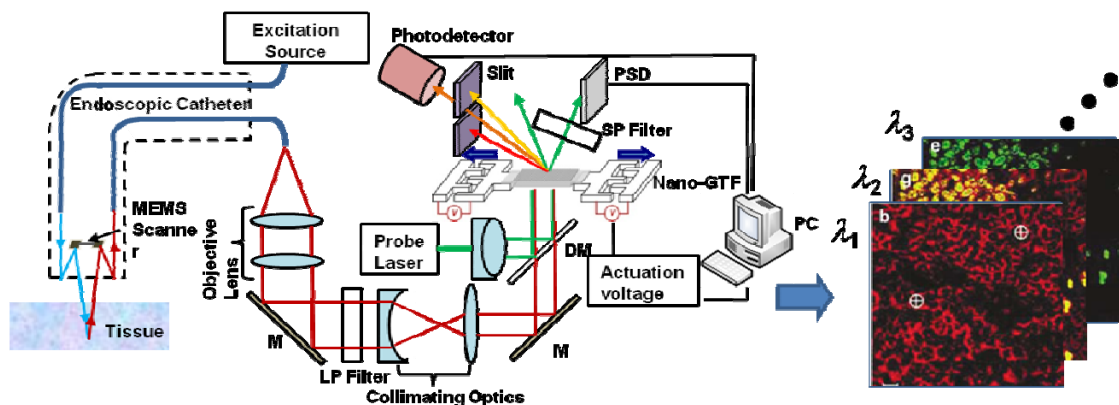 Excitation
Source
Photodetector
Slit
PSD
Endoscopic Catheter
SP Filter
Nano-GTF
V
V
MEMS
Scanne
r
Probe
Laser
DM
Objective
Lens
Actuation
voltage
PC
Tissue
M
LP Filter
M
Collimating Optics
λ3
e
λ2
g
λ1
b